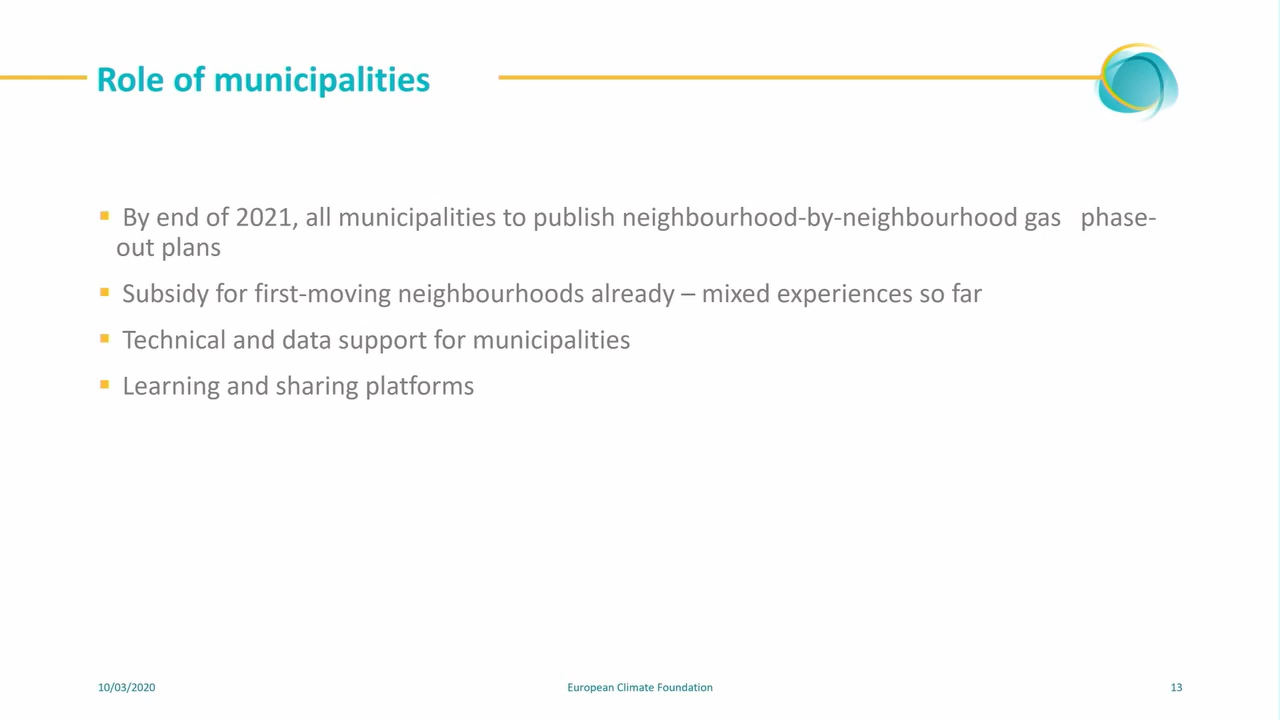 Role of municipalities
▪ By end of 2021, all municipalities to publish neighbourhood-by-neighbourhood gas phase-
out plans
▪ Subsidy for first-moving neighbourhoods already – mixed experiences so far
▪ Technical and data support for municipalities
▪ Learning and sharing platforms
10/03/2020
European Climate Foundation
13